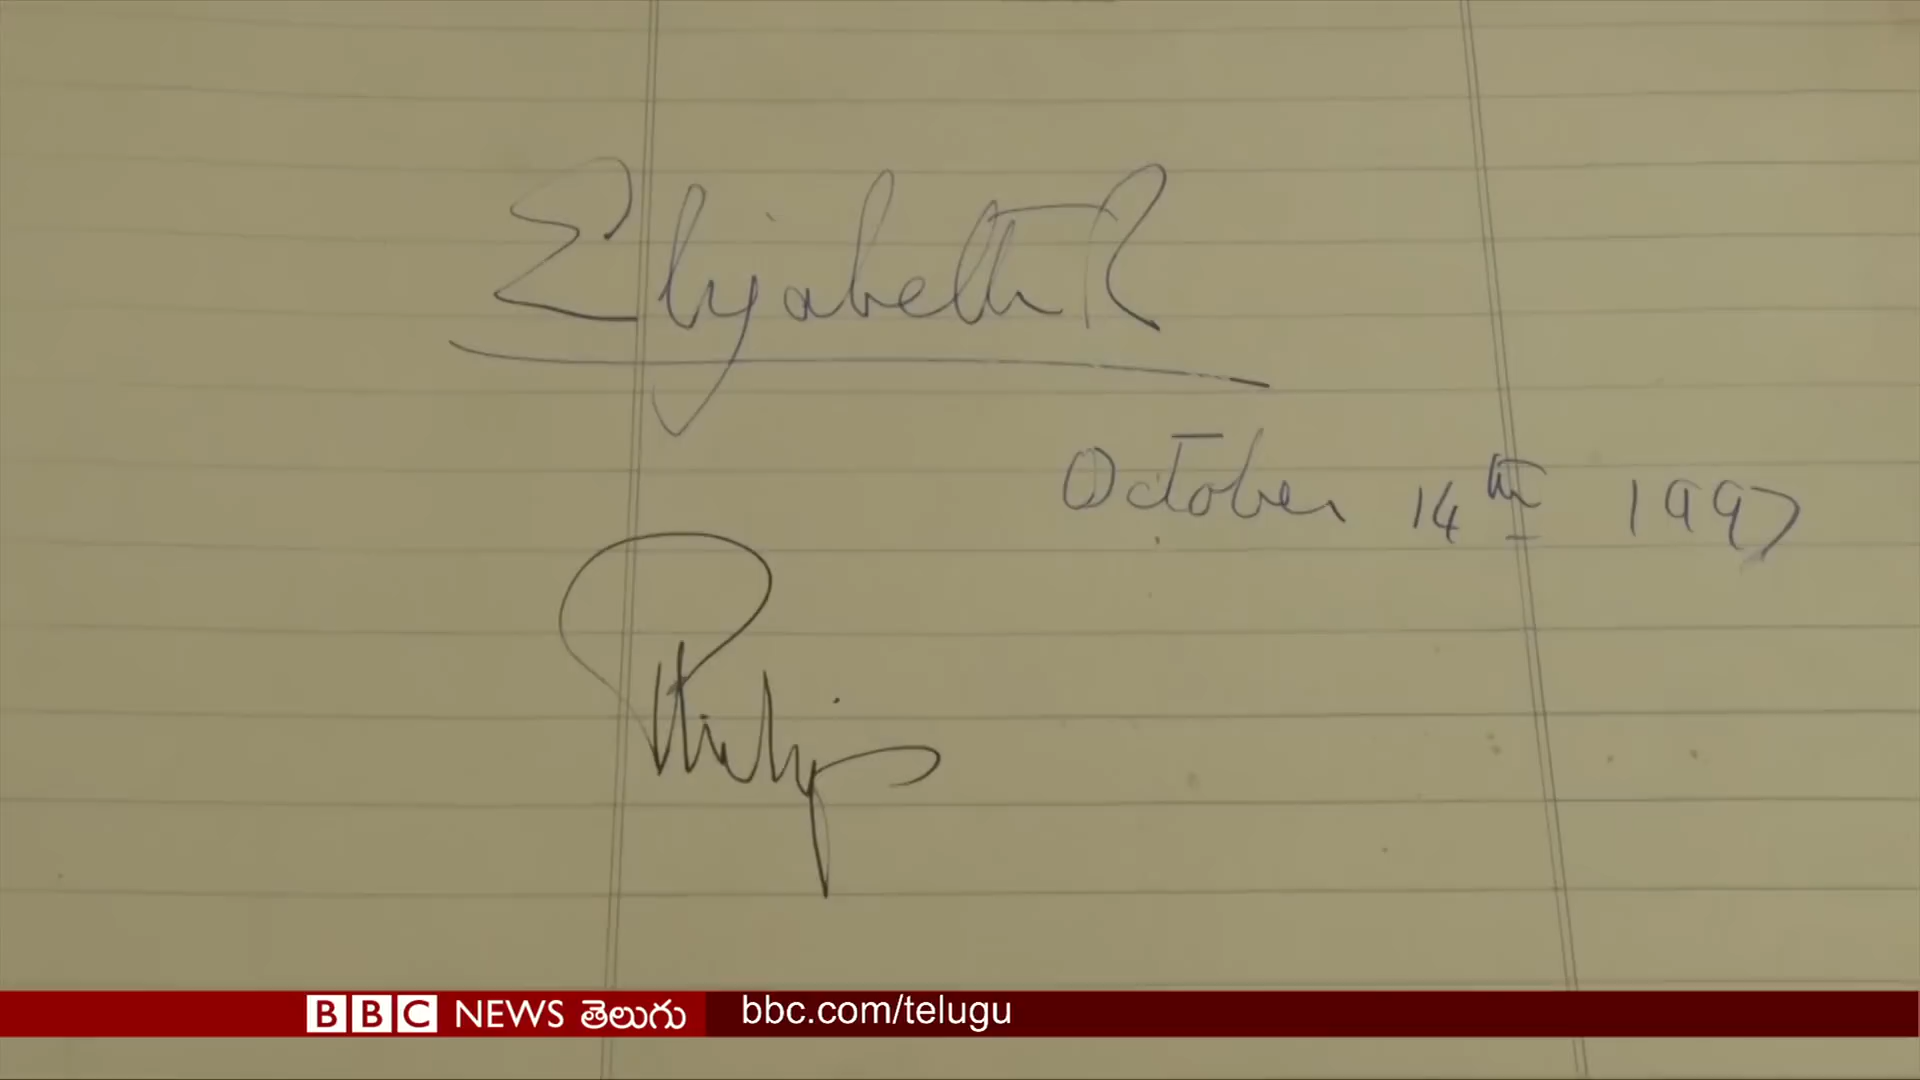 Elizabeth R
October 14th 1997
Philip
BBC NEWS తెలుగు bbc.com/telugu